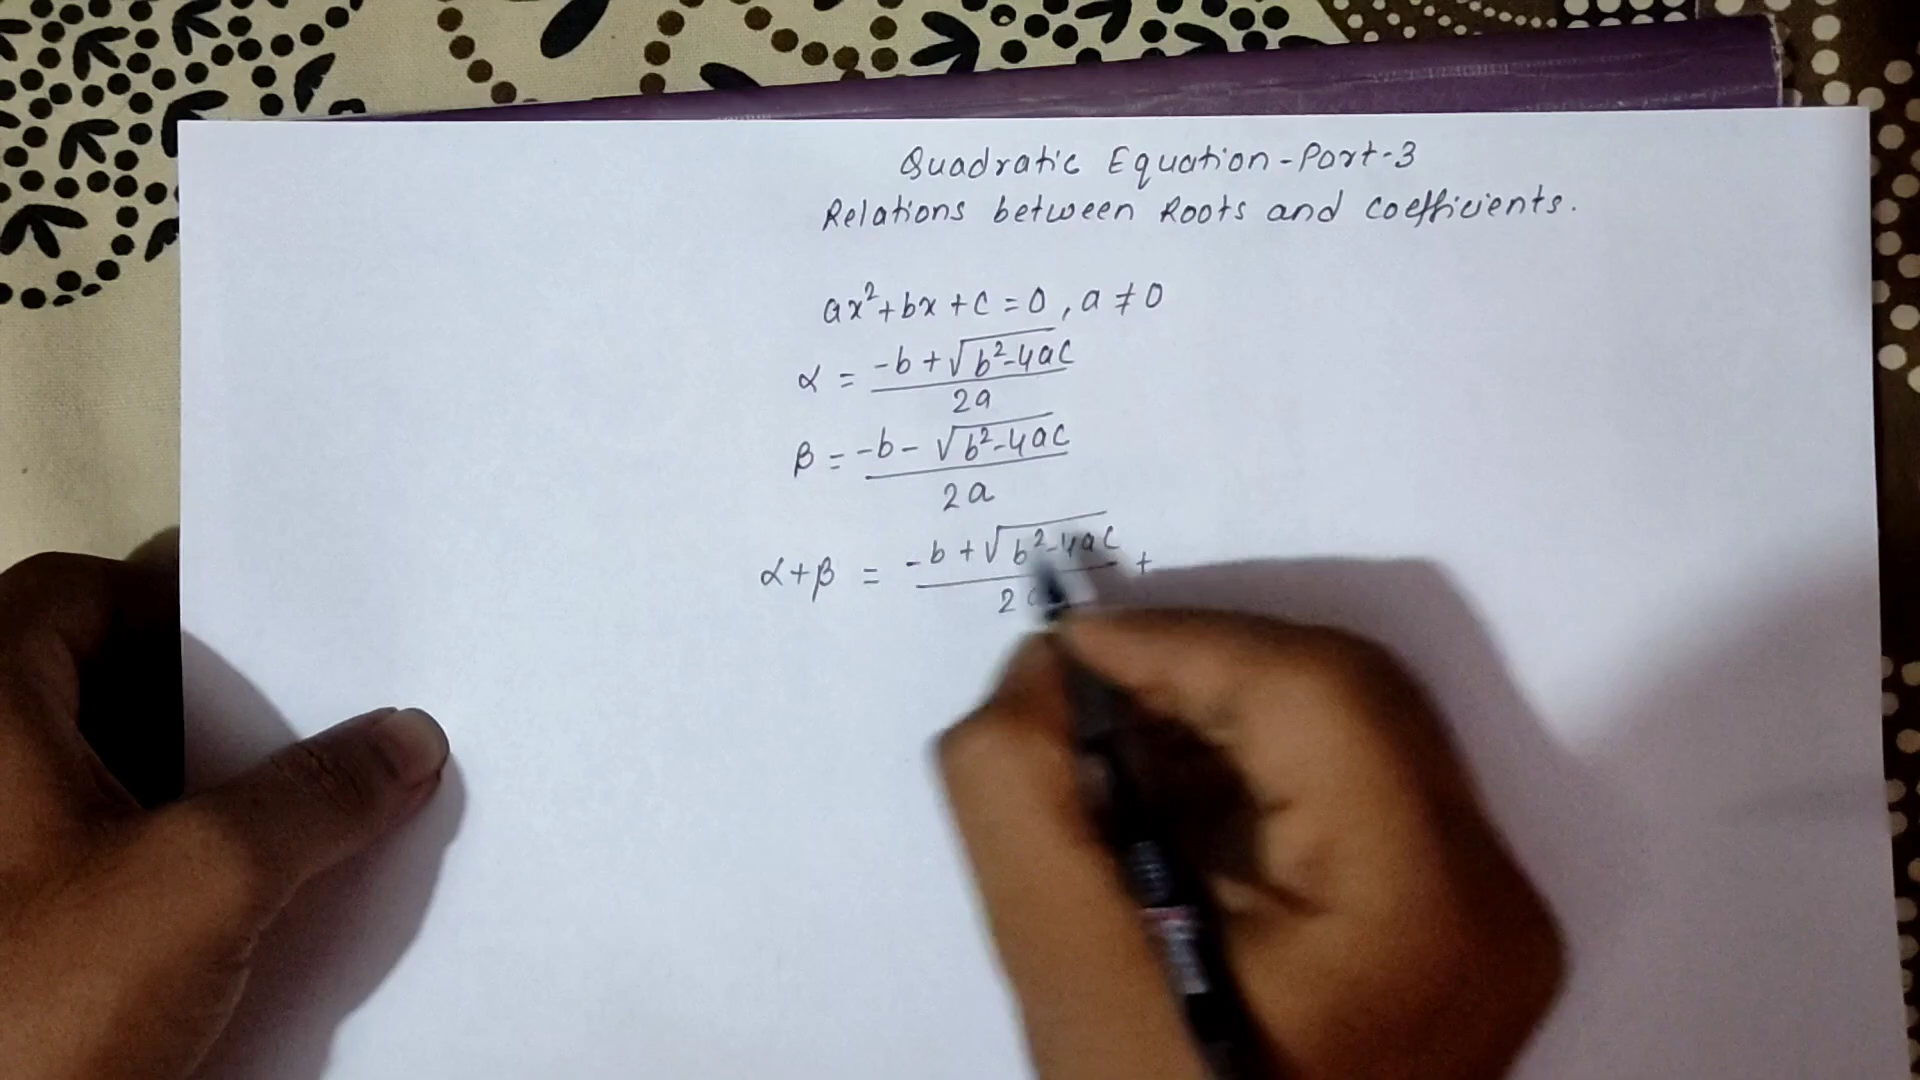 Quadratic Equation-Part-3
Relations between Roots and coefficients.
ax²+bx+c=0, a≠0
α = (-b+√(b²-4ac))/2a
β = (-b-√(b²-4ac))/2a
α+β = (-b+√(b²-4ac))/2a +